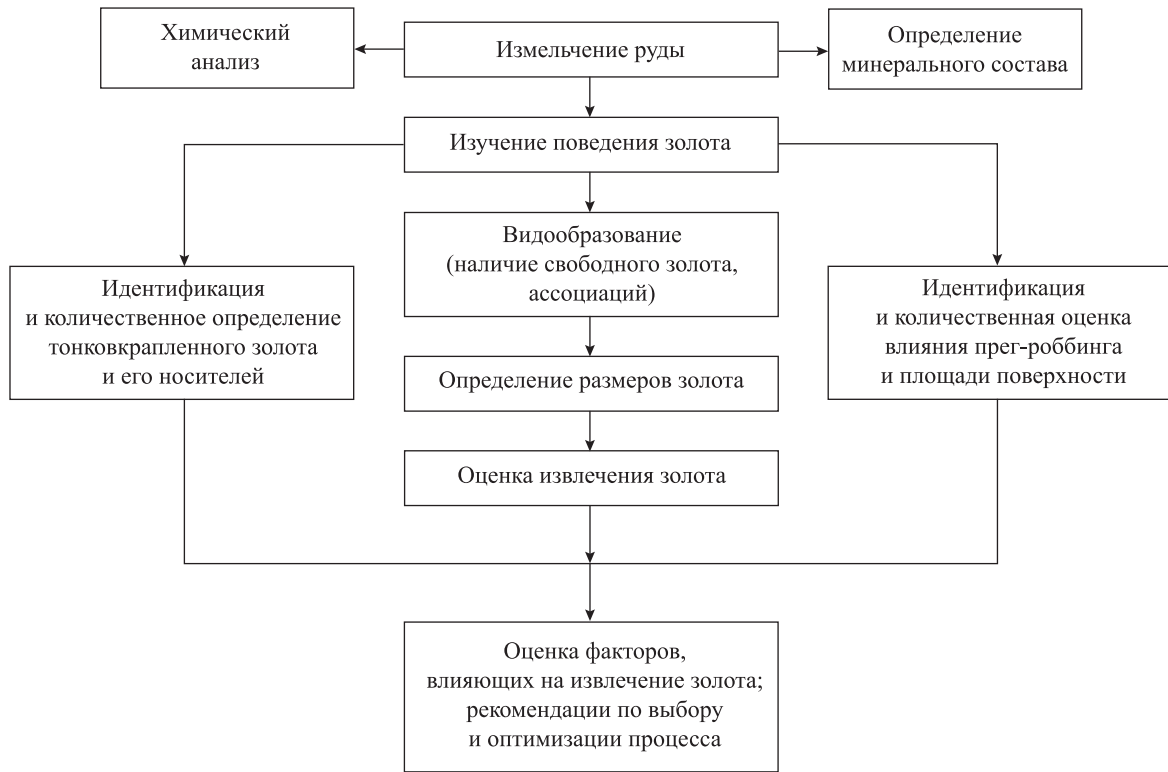 Химический
анализ
Измельчение руды
Определение
минерального состава
Изучение поведения золота
Видообразование
(наличие свободного золота,
ассоциаций)
Идентификация
и количественное определение
тонковкрапленного золота
и его носителей
Идентификация
и количественная оценка
влияния прег-роббинга
и площади поверхности
Определение размеров золота
Оценка извлечения золота
Оценка факторов,
влияющих на извлечение золота;
рекомендации по выбору
и оптимизации процесса